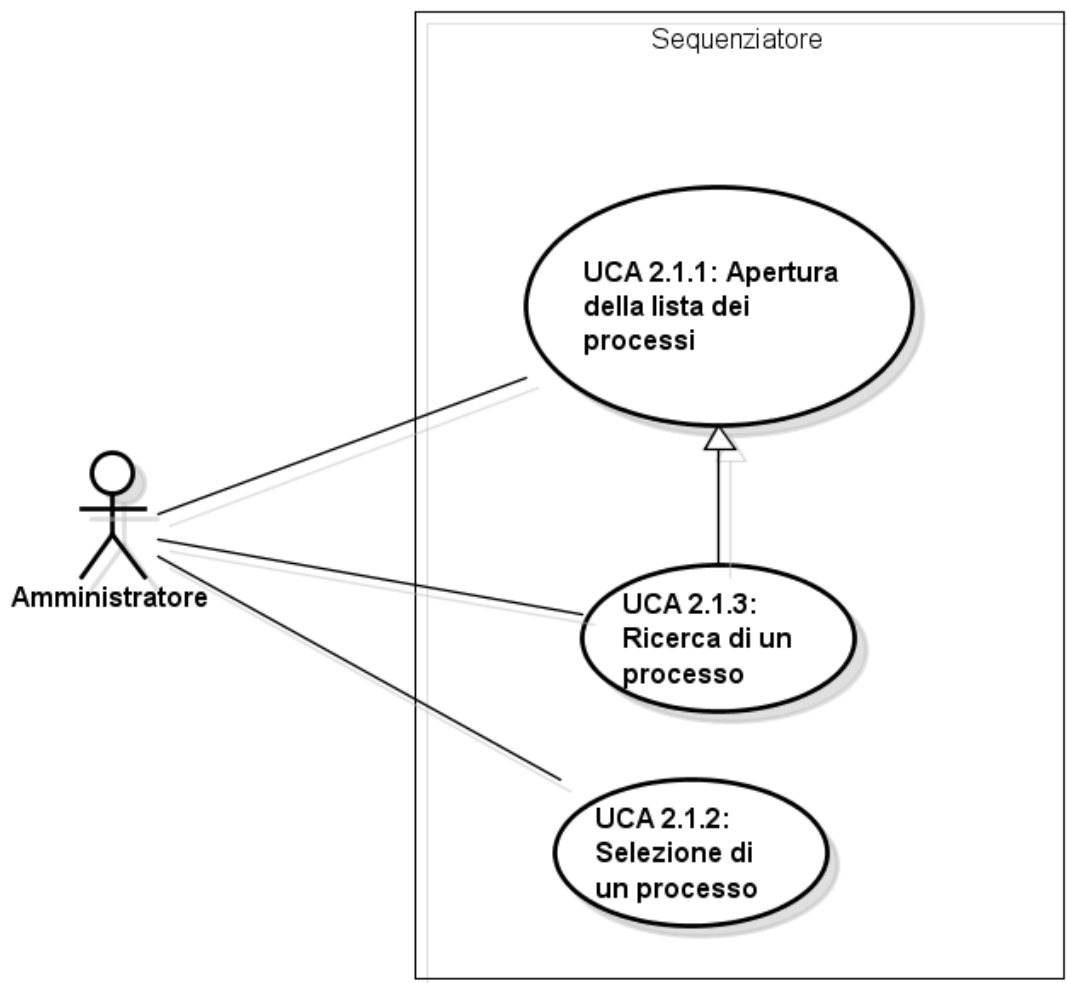 Sequenziatore
UCA 2.1.1: Apertura
della lista dei
processi
Amministratore
UCA 2.1.3:
Ricerca di un
processo
UCA 2.1.2:
Selezione di
un processo